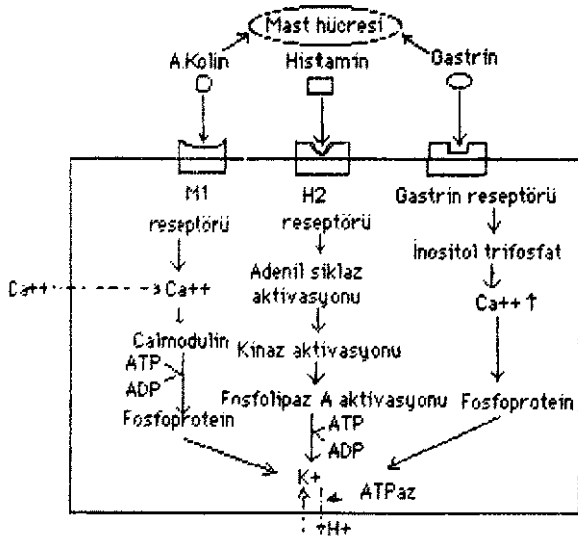 Mast hücresi
A.Kolin
Histamin
Gastrin
M1
reseptörü
H2
reseptörü
Gastrin reseptörü
İnositol trifosfat
Ca++ ↑
Adenil siklaz
aktivasyonu
Ca++
Ca++
Calmodulin
Kinaz aktivasyonu
ATP
ADP
Fosfolipaz A aktivasyonu
Fosfoprotein
Fosfoprotein
ATP
ADP
K+
ATPaz
H+